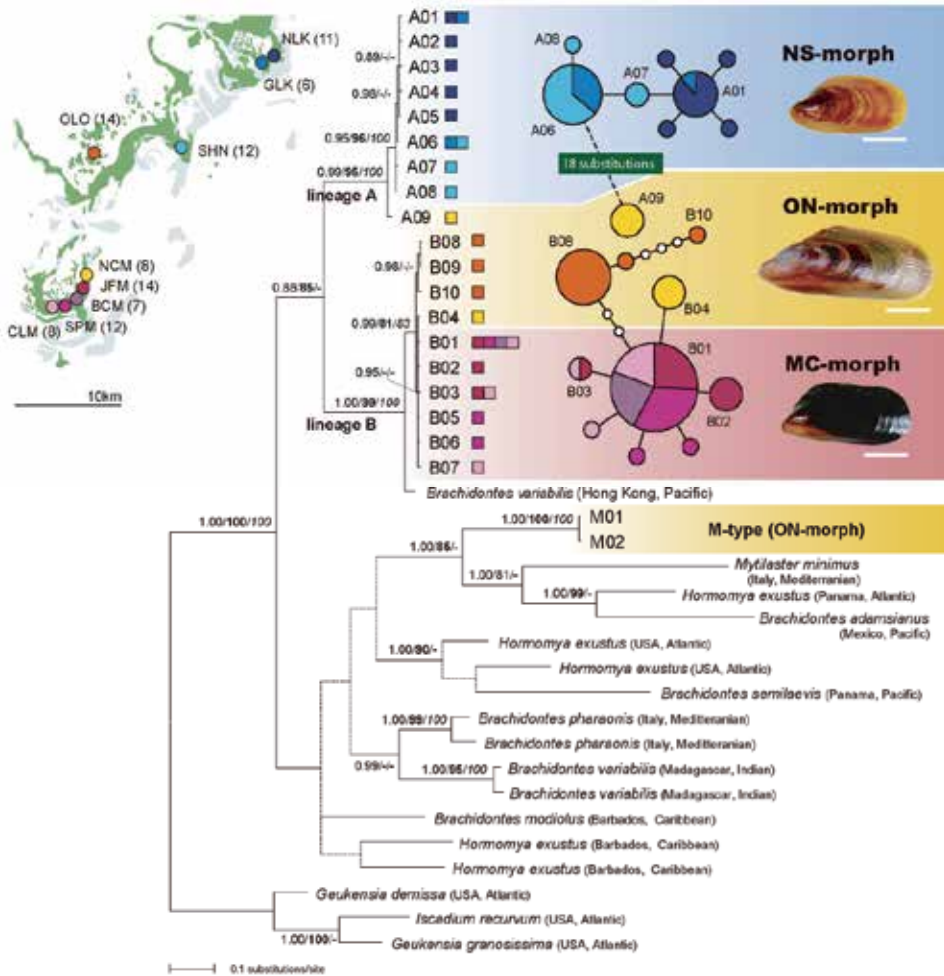 NLK (11)
GLK (6)
OLO (14)
SHN (12)
NCM (8)
JFM (14)
BCM (7)
SPM (12)
CLM (8)
10km
A01
A02
A03
A04
A05
A06
A07
A08
A09
B08
B09
B10
B04
B01
B02
B03
B05
B06
B07
0.89/-/-
0.98/-/-
0.95/96/100
0.99/95/100
lineage A
0.88/85/-
0.96/-/-
0.99/81/83
0.95/-/-
1.00/99/100
lineage B
Brachidontes variabilis (Hong Kong, Pacific)
NS-morph
A08
A07
A01
A06
18 substitutions
ON-morph
A09
B10
B08
B04
MC-morph
B01
B03
B02
1.00/100/100
1.00/100/100
M01
M02
M-type (ON-morph)
1.00/86/-
Mytilaster minimus
(Italy, Mediterranian)
1.00/81/-
Hormomya exustus (Panama, Atlantic)
1.00/99/-
Brachidontes adamsianus
(Mexico, Pacific)
Hormomya exustus (USA, Atlantic)
1.00/90/-
Hormomya exustus (USA, Atlantic)
Brachidontes semilaevis (Panama, Pacific)
Brachidontes pharaonis (Italy, Mediteranian)
1.00/99/100
Brachidontes pharaonis (Italy, Mediteranian)
0.99/-/-
Brachidontes variabilis (Madagascar, Indian)
1.00/95/100
Brachidontes variabilis (Madagascar, Indian)
Brachidontes modiolus (Barbados, Caribbean)
Hormomya exustus (Barbados, Caribbean)
Hormomya exustus (Barbados, Caribbean)
Geukensia demissa (USA, Atlantic)
Iscadium recurvum (USA, Atlantic)
1.00/100/-
Geukensia granosissima (USA, Atlantic)
0.1 substitutions/site